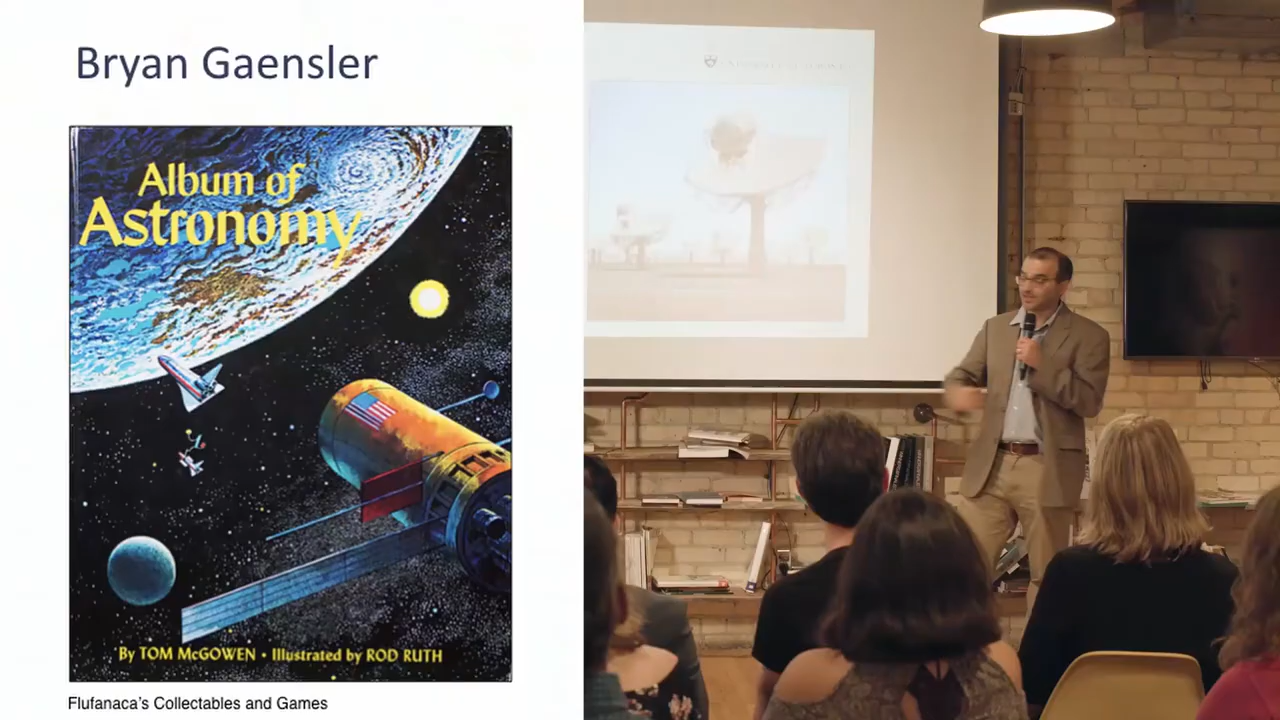 Bryan Gaensler
Album of
Astronomy
By TOM McGOWEN • Illustrated by ROD RUTH
Flufanaca's Collectables and Games